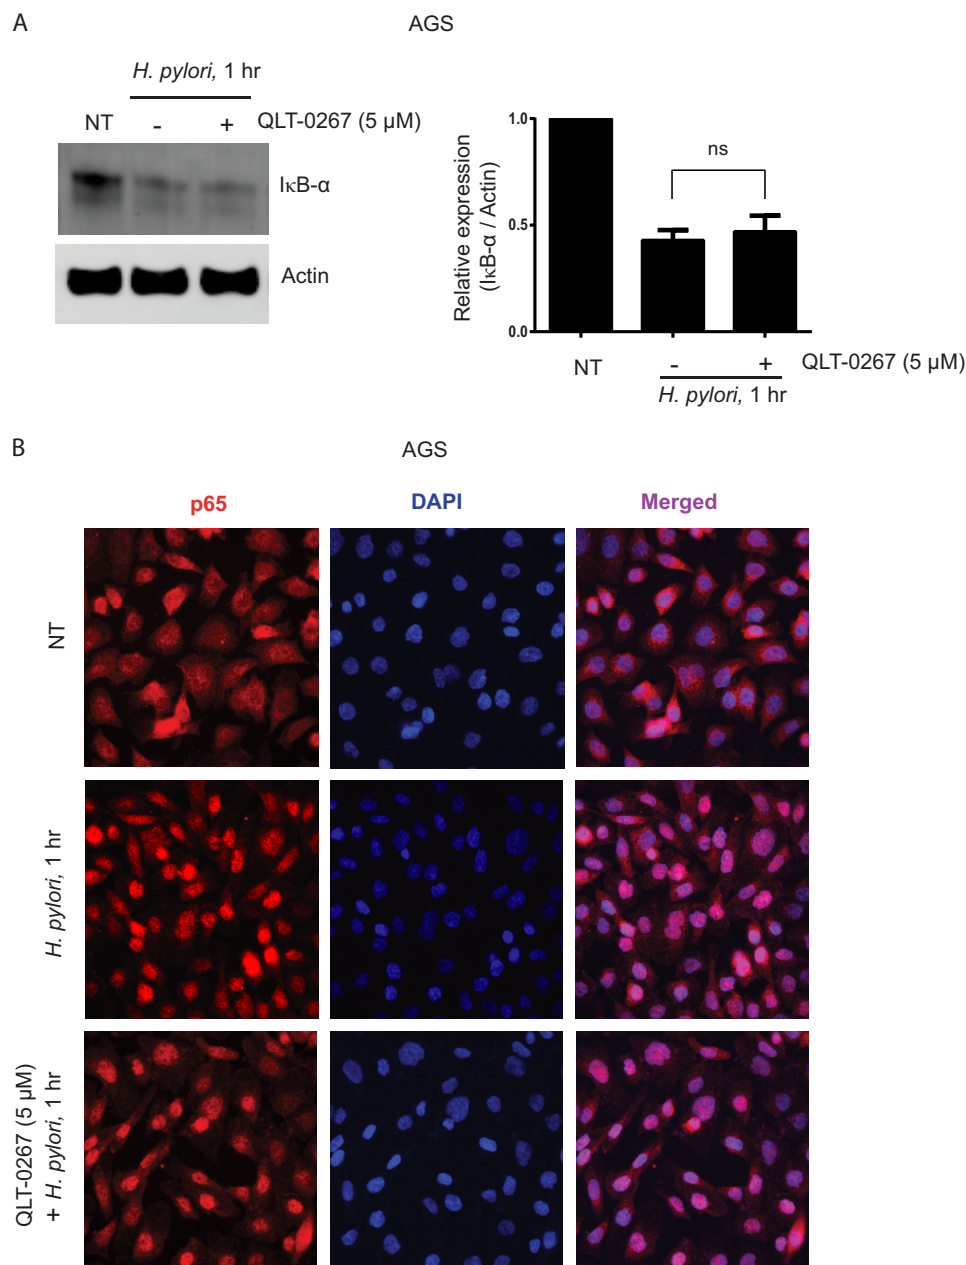 A
AGS
H. pylori, 1 hr
NT - + QLT-0267 (5 μM)
IκB-α
Actin
Relative expression
(IκB-α / Actin)
1.0
0.5
0.0
ns
NT - + QLT-0267 (5 μM)
H. pylori, 1 hr
B
AGS
p65 DAPI Merged
NT
H. pylori, 1 hr
QLT-0267 (5 μM)
+ H. pylori, 1 hr